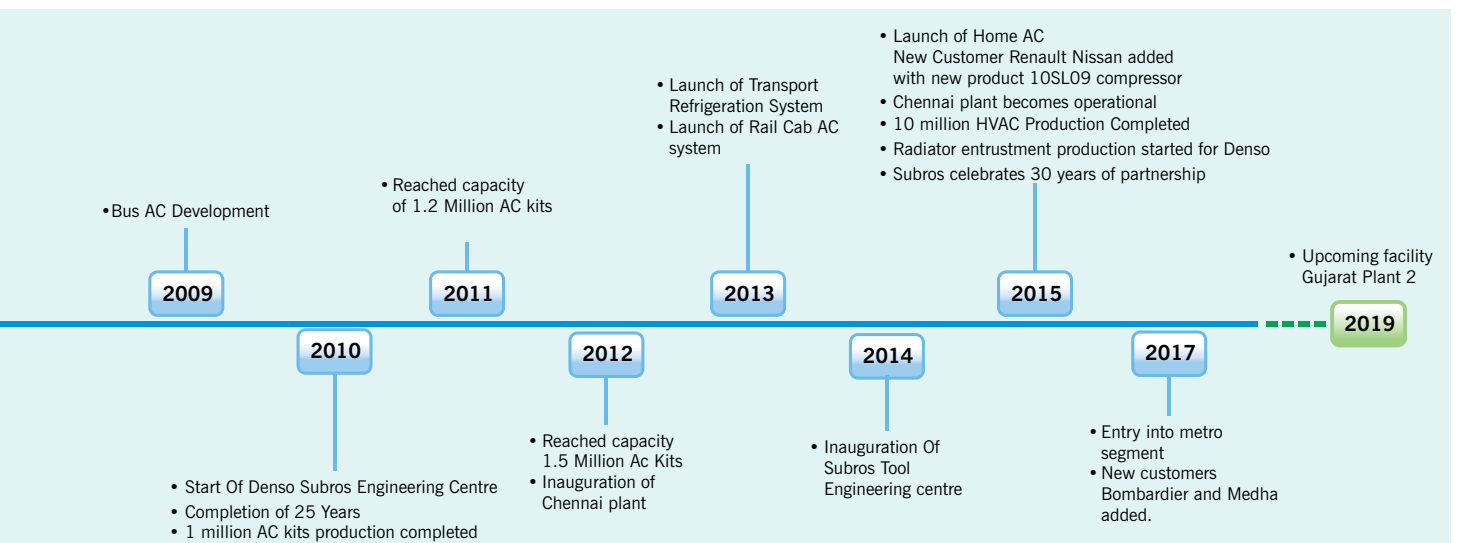 • Bus AC Development
2009
• Start Of Denso Subros Engineering Centre
• Completion of 25 Years
• 1 million AC kits production completed
2010
• Reached capacity
of 1.2 Million AC kits
2011
2012
• Reached capacity
1.5 Million Ac Kits
• Inauguration of
Chennai plant
• Launch of Transport
Refrigeration System
• Launch of Rail Cab AC
system
2013
2014
• Inauguration Of
Subros Tool
Engineering centre
• Launch of Home AC
New Customer Renault Nissan added
with new product 10SL09 compressor
• Chennai plant becomes operational
• 10 million HVAC Production Completed
• Radiator entrustment production started for Denso
• Subros celebrates 30 years of partnership
2015
2017
• Entry into metro
segment
• New customers
Bombardier and Medha
added.
• Upcoming facility
Gujarat Plant 2
2019